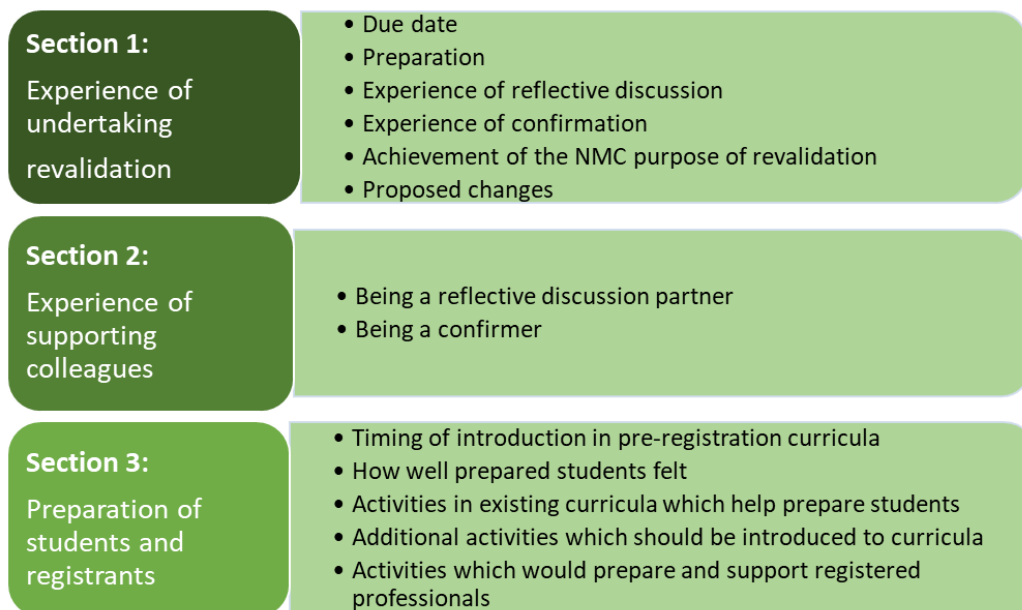 Section 1:
Experience of
undertaking
revalidation
• Due date
• Preparation
• Experience of reflective discussion
• Experience of confirmation
• Achievement of the NMC purpose of revalidation
• Proposed changes
Section 2:
Experience of
supporting
colleagues
• Being a reflective discussion partner
• Being a confirmer
Section 3:
Preparation of
students and
registrants
• Timing of introduction in pre-registration curricula
• How well prepared students felt
• Activities in existing curricula which help prepare students
• Additional activities which should be introduced to curricula
• Activities which would prepare and support registered
professionals